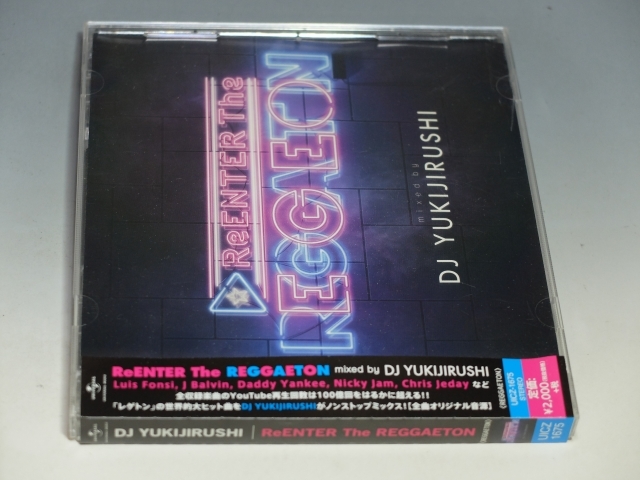 ReENTER The
REGGAETON
mixed by
DJ YUKIJIRUSHI
ReENTER The REGGAETON mixed by DJ YUKIJIRUSHI
Luis Fonsi, J Balvin, Daddy Yankee, Nicky Jam, Chris Jeday など
全収録楽曲のYouTube再生回数は100億回をはるかに超える!!
「レゲトン」の世界的大ヒット曲をDJ YUKIJIRUSHIがノンストップミックス!【全曲オリジナル音源】
(REGGAETON)
UICZ-1675
STEREO
定価:
¥2,000
+税
DJ YUKIJIRUSHI ReENTER The REGGAETON
UICZ
1675